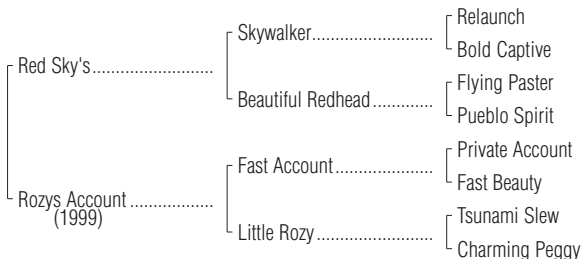 Relaunch
Skywalker
Bold Captive
Red Sky's
Flying Paster
Beautiful Redhead
Pueblo Spirit
Private Account
Fast Account
Fast Beauty
Rozys Account
(1999)
Tsunami Slew
Little Rozy
Charming Peggy